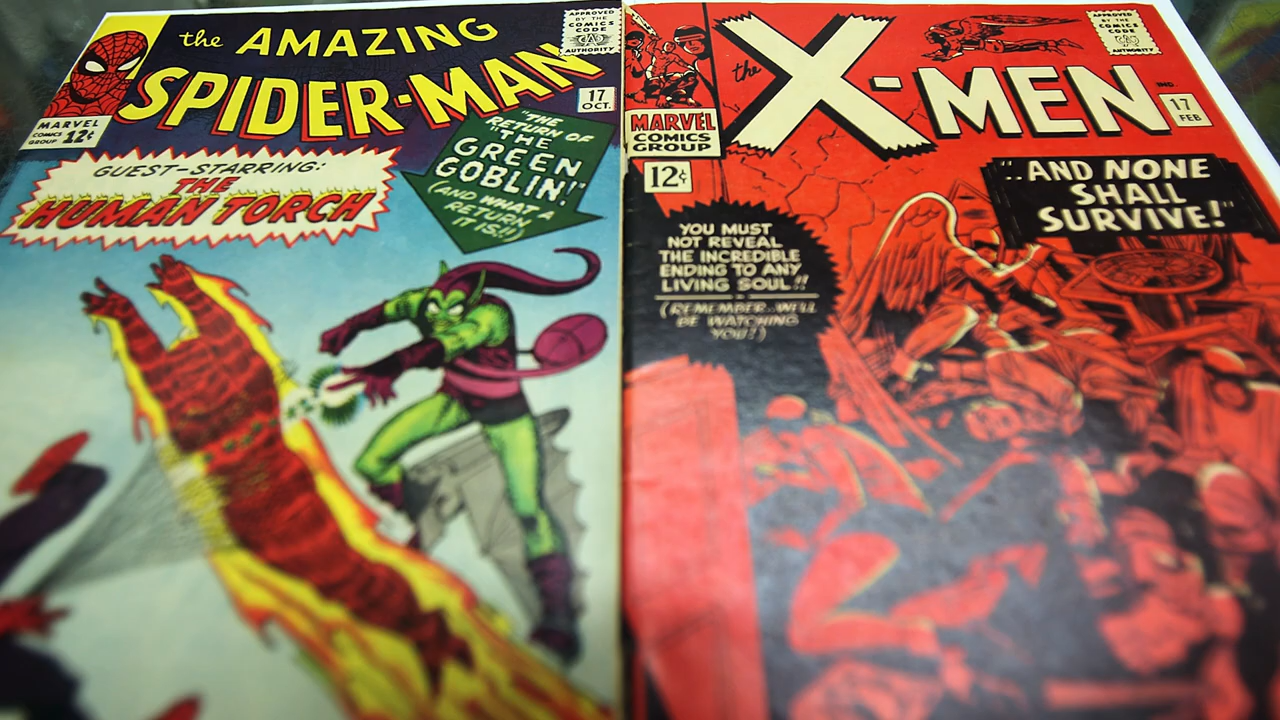 the AMAZING
SPIDER-MAN
APPROVED
BY THE
COMICS
CODE
CA
AUTHORITY
17
OCT.
MARVEL
COMICS
GROUP
12¢
GUEST-STARRING:
THE
HUMAN TORCH
"THE
RETURN OF
"THE
GREEN
GOBLIN!"
(AND WHAT A
RETURN
IT IS!!)
the X-MEN
IND.
APPROVED
BY THE
COMICS
CODE
AUTHORITY
17
FEB
MARVEL
COMICS
GROUP
12¢
"..AND NONE
SHALL
SURVIVE!"
YOU MUST
NOT REVEAL
THE INCREDIBLE
ENDING TO ANY
LIVING SOUL!!
(REMEMBER..WE'LL
BE WATCHING
YOU!)